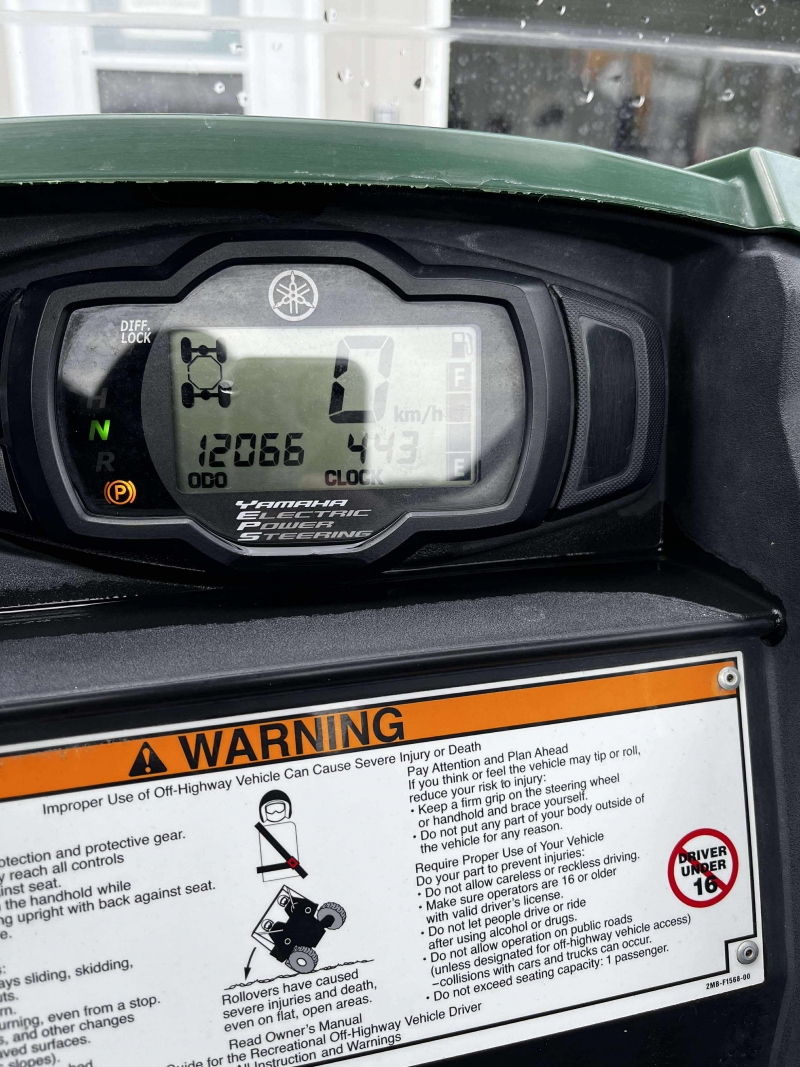 DIFF.
LOCK
H
N
R
P
0
km/h
F
E
12066 4 43
ODO CLOCK
YAMAHA
ELECTRIC
POWER
STEERING
WARNING
Improper Use of Off-Highway Vehicle Can Cause Severe Injury or Death
protective gear.
reach all controls
seat.
the handhold while
upright with back against seat.
sliding, skidding,
even from a stop.
and other changes
surfaces.
slopes).
Rollovers have caused
severe injuries and death,
even on flat, open areas.
Read Owner's Manual
Guide for the Recreational Off-Highway Vehicle Driver
All Instruction and Warnings
Pay Attention and Plan Ahead
If you think or feel the vehicle may tip or roll,
reduce your risk to injury:
• Keep a firm grip on the steering wheel
or handhold and brace yourself.
• Do not put any part of your body outside of
the vehicle for any reason.
Require Proper Use of Your Vehicle
Do your part to prevent injuries:
• Do not allow careless or reckless driving.
• Make sure operators are 16 or older
with valid driver's license.
• Do not let people drive or ride
after using alcohol or drugs.
• Do not allow operation on public roads
(unless designated for off-highway vehicle access)
–collisions with cars and trucks can occur.
• Do not exceed seating capacity: 1 passenger.
DRIVER
UNDER
16
2MB-F1568-00